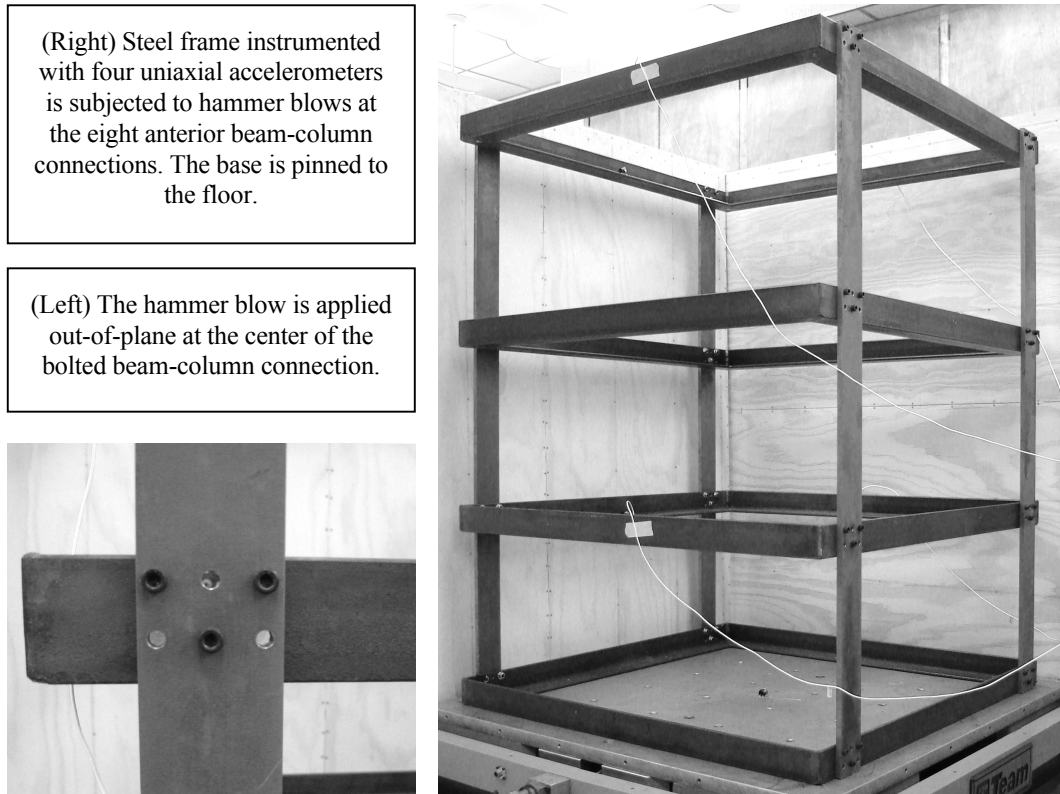 (Right) Steel frame instrumented
with four uniaxial accelerometers
is subjected to hammer blows at
the eight anterior beam-column
connections. The base is pinned to
the floor.
(Left) The hammer blow is applied
out-of-plane at the center of the
bolted beam-column connection.
Team